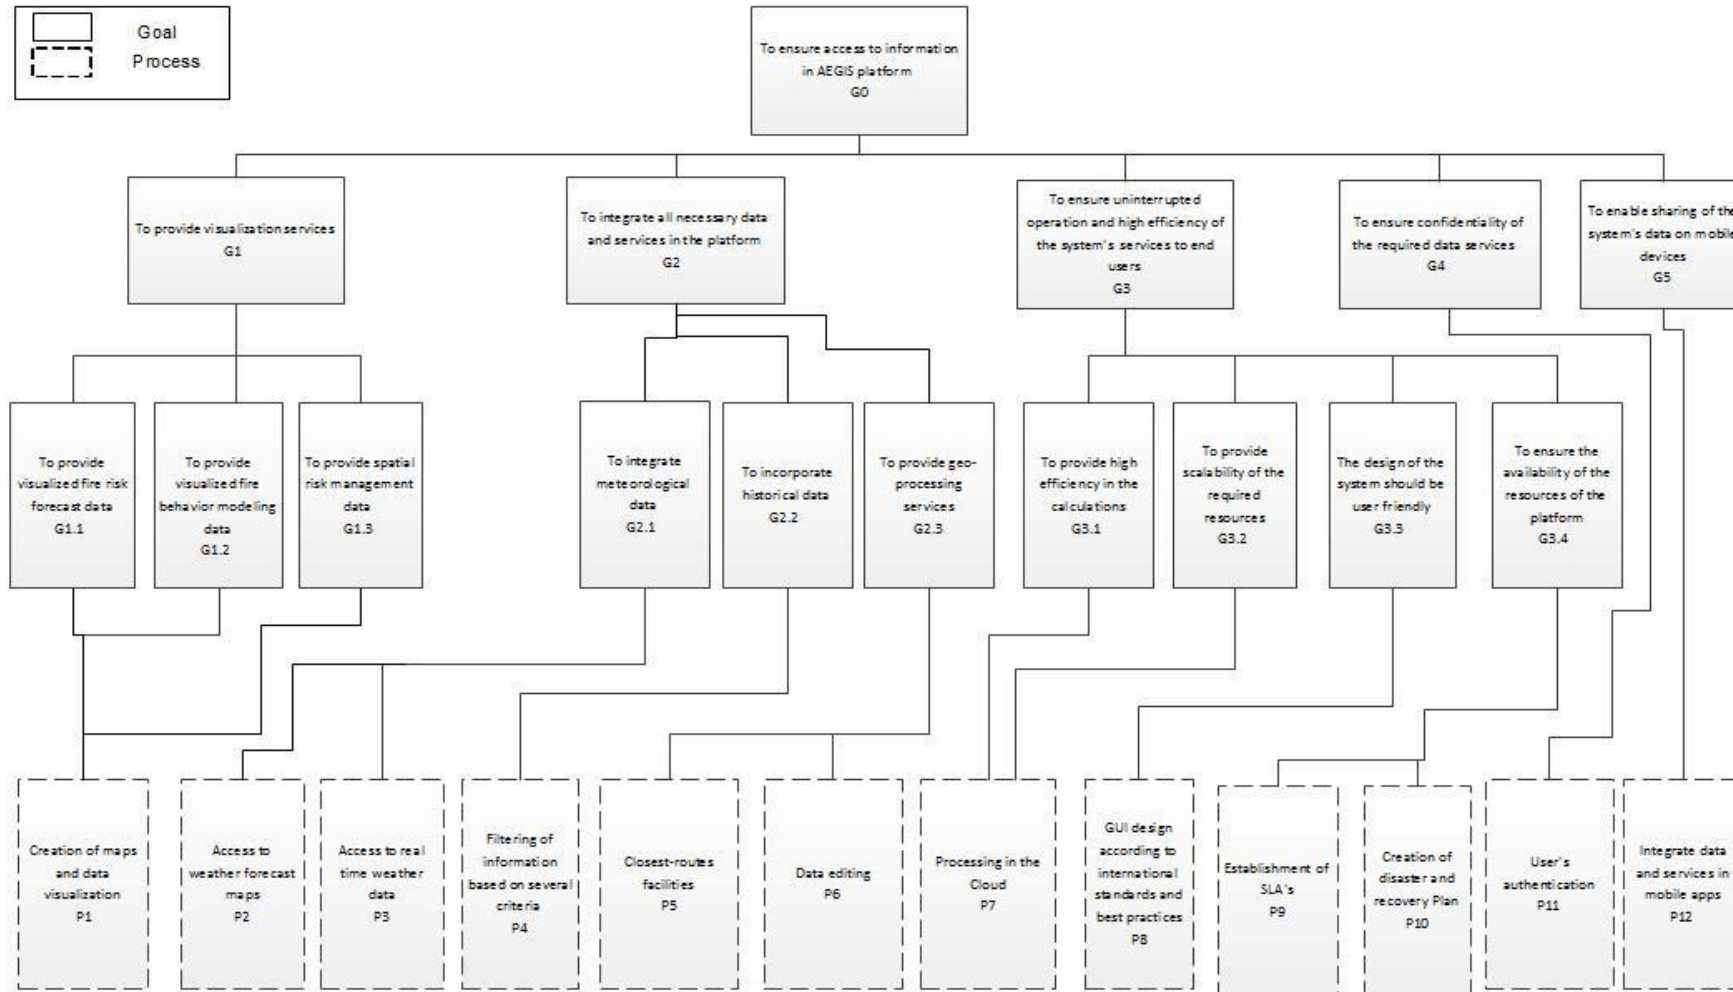 Goal
Process
To ensure access to information
in AEGIS platform
G0
To provide visualization services
G1
To integrate all necessary data
and services in the platform
G2
To ensure uninterrupted
operation and high efficiency of
the system's services to end
users
G3
To ensure confidentiality of
the required data services
G4
To enable sharing of the
system's data on mobile
devices
G5
To provide
visualized fire risk
forecast data
G1.1
To provide
visualized fire
behavior modeling
data
G1.2
To provide spatial
risk management
data
G1.3
To integrate
meteorological
data
G2.1
To incorporate
historical data
G2.2
To provide geo-
processing
services
G2.3
To provide high
efficiency in the
calculations
G3.1
To provide
scalability of the
required
resources
G3.2
The design of the
system should be
user friendly
G3.3
To ensure the
availability of the
resources of the
platform
G3.4
Creation of maps
and data
visualization
P1
Access to
weather forecast
maps
P2
Access to real
time weather
data
P3
Filtering of
information
based on several
criteria
P4
Closest-routes
facilities
P5
Data editing
P6
Processing in the
Cloud
P7
GUI design
according to
international
standards and
best practices
P8
Establishment of
SLA's
P9
Creation of
disaster and
recovery Plan
P10
User's
authentication
P11
Integrate data
and services in
mobile apps
P12